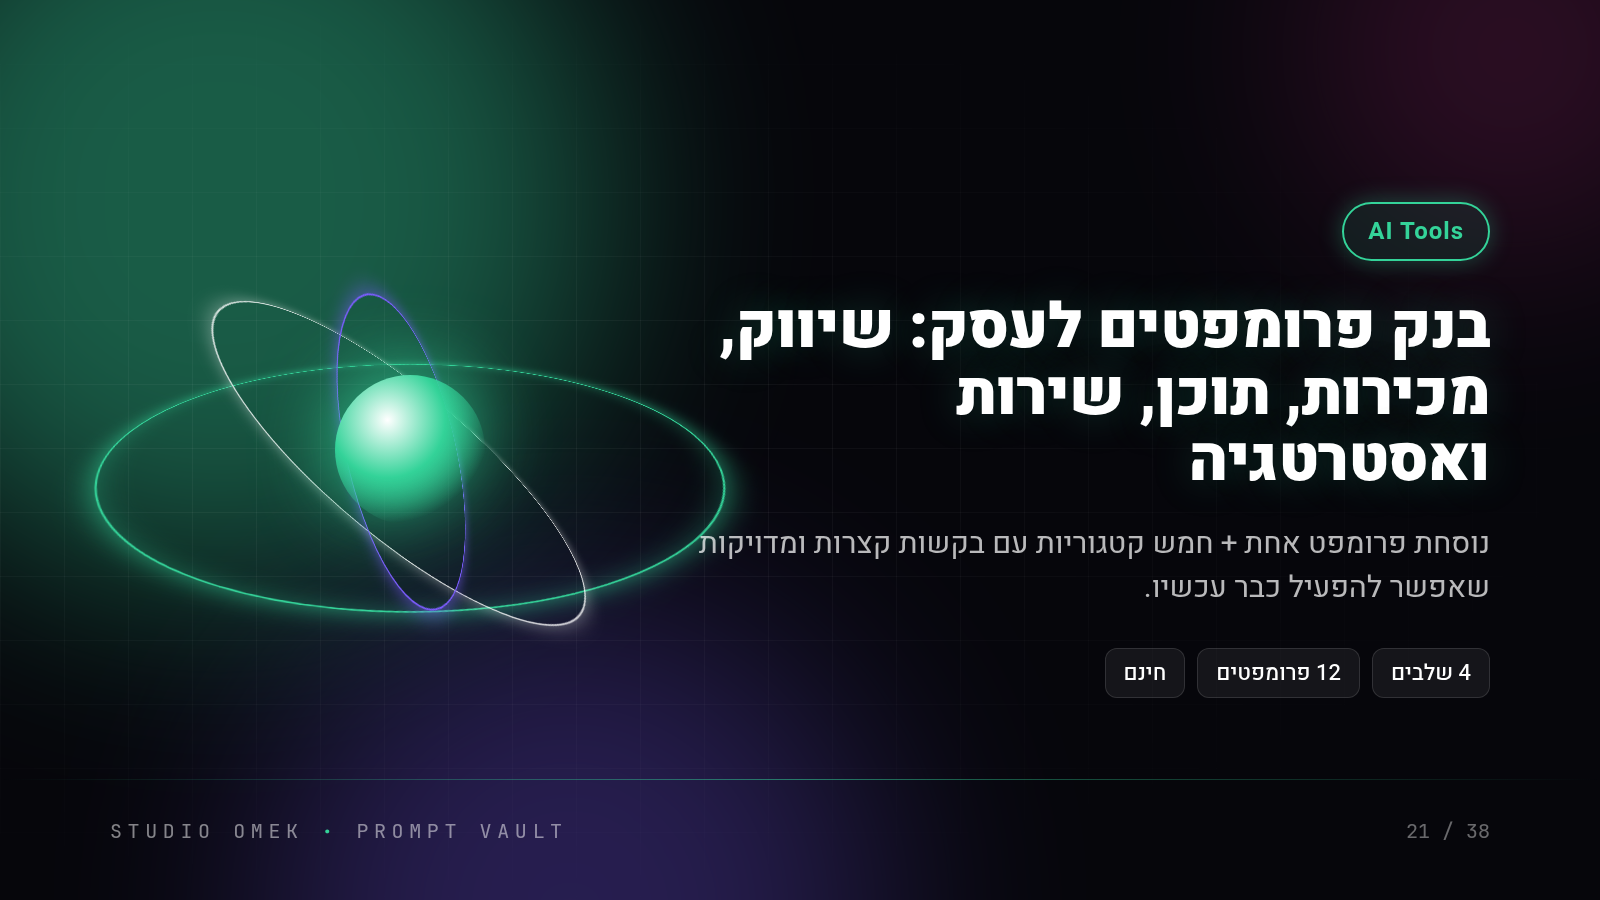 AI Tools
בנק פרומפטים לעסק: שיווק,
מכירות, תוכן, שירות
ואסטרטגיה
נוסחת פרומפט אחת + חמש קטגוריות עם בקשות קצרות ומדויקות
שאפשר להפעיל כבר עכשיו.
4 שלבים
12 פרומפטים
חינם
STUDIO OMEK • PROMPT VAULT
21 / 38